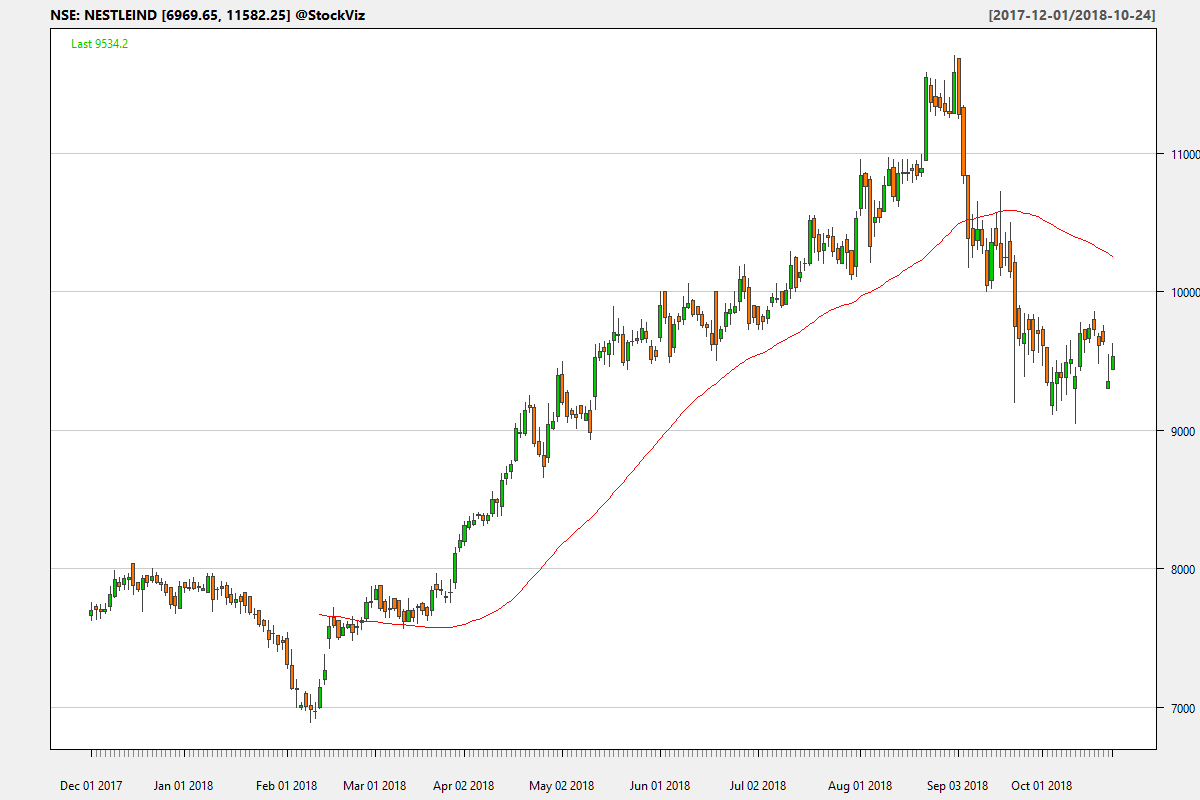 NSE: NESTLEIND [6969.65, 11582.25] @StockViz
[2017-12-01/2018-10-24]
Last 9534.2
11000
10000
9000
8000
7000
Dec 01 2017
Jan 01 2018
Feb 01 2018
Mar 01 2018
Apr 02 2018
May 02 2018
Jun 01 2018
Jul 02 2018
Aug 01 2018
Sep 03 2018
Oct 01 2018